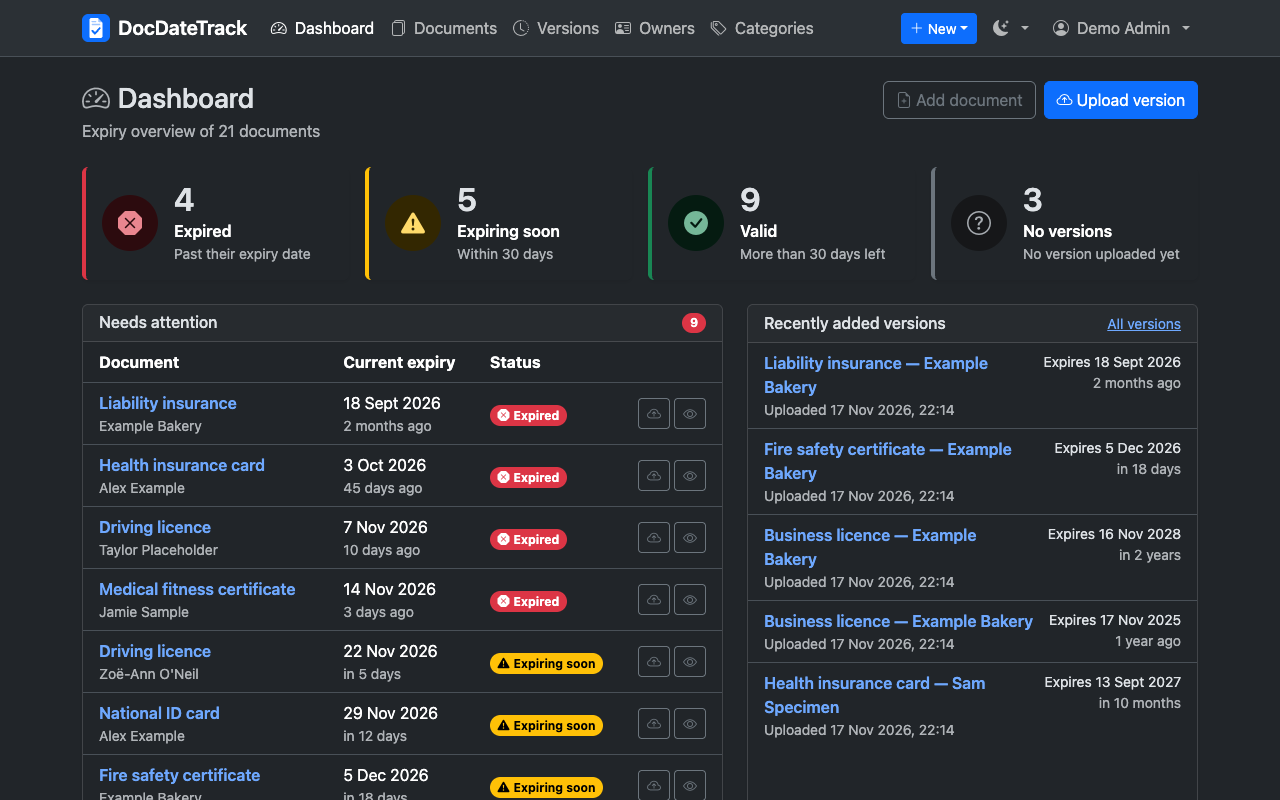 DocDateTrack Dashboard Documents Versions Owners Categories New Demo Admin
Dashboard
Add document Upload version
Expiry overview of 21 documents
4
Expired
Past their expiry date
5
Expiring soon
Within 30 days
9
Valid
More than 30 days left
3
No versions
No version uploaded yet
Needs attention 9
Document Current expiry Status
Liability insurance 18 Sept 2026 Expired
Example Bakery 2 months ago
Health insurance card 3 Oct 2026 Expired
Alex Example 45 days ago
Driving licence 7 Nov 2026 Expired
Taylor Placeholder 10 days ago
Medical fitness certificate 14 Nov 2026 Expired
Jamie Sample 3 days ago
Driving licence 22 Nov 2026 Expiring soon
Zoë-Ann O'Neil in 5 days
National ID card 29 Nov 2026 Expiring soon
Alex Example in 12 days
Fire safety certificate 5 Dec 2026 Expiring soon
Example Bakery in 18 days
Recently added versions All versions
Liability insurance — Example Expires 18 Sept 2026
Bakery 2 months ago
Uploaded 17 Nov 2026, 22:14
Fire safety certificate — Example Expires 5 Dec 2026
Bakery in 18 days
Uploaded 17 Nov 2026, 22:14
Business licence — Example Expires 16 Nov 2028
Bakery in 2 years
Uploaded 17 Nov 2026, 22:14
Business licence — Example Bakery Expires 17 Nov 2025
Uploaded 17 Nov 2026, 22:14 1 year ago
Health insurance card — Sam Expires 13 Sept 2027
Specimen in 10 months
Uploaded 17 Nov 2026, 22:14